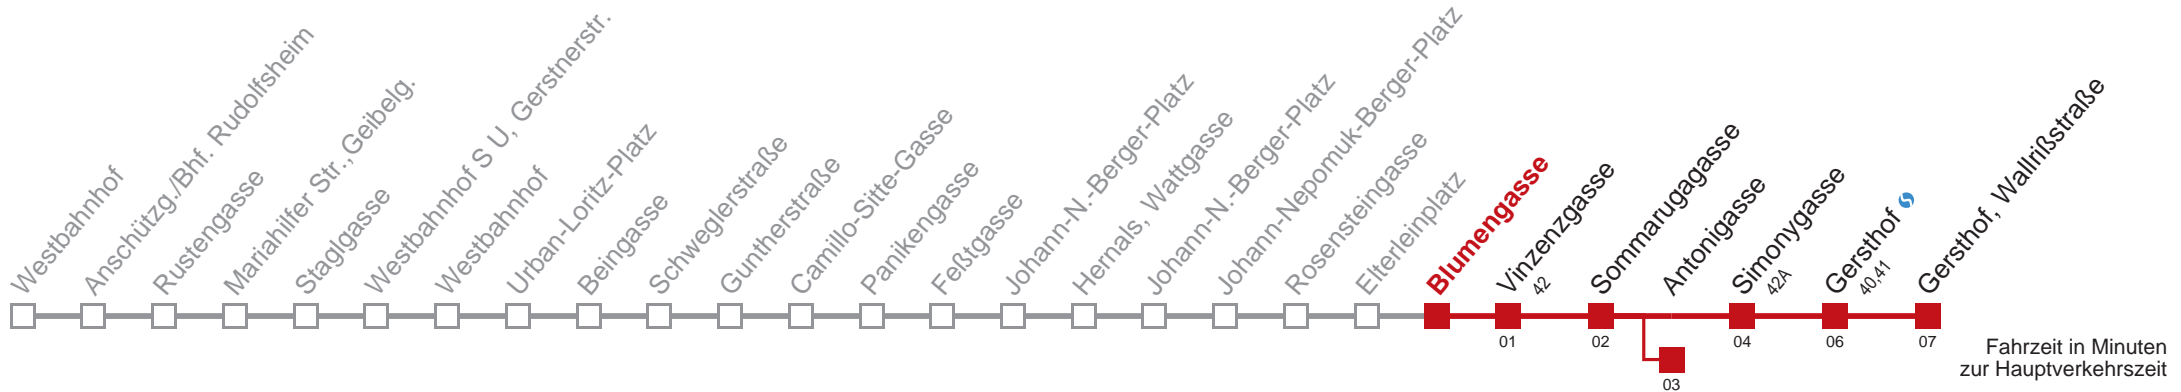 Westbahnhof
Anschützg./Bhf. Rudolfsheim
Rustengasse
Mariahilfer Str.,Geibelg.
Staglgasse
Westbahnhof S U, Gerstnerstr.
Westbahnhof
Urban-Loritz-Platz
Beingasse
Schweglerstraße
Guntherstraße
Camillo-Sitte-Gasse
Panikengasse
Feßtgasse
Johann-N.-Berger-Platz
Hernals, Wattgasse
Johann-N.-Berger-Platz
Johann-Nepomuk-Berger-Platz
Rosensteingasse
Elterleinplatz
Blumengasse
Vinzenzgasse
42
Sommarugagasse
Antonigasse
Simonygasse
42A
Gersthof
40,41
Gersthof, Wallrißstraße
01
02
03
04
06
07
Fahrzeit in Minuten
zur Hauptverkehrszeit